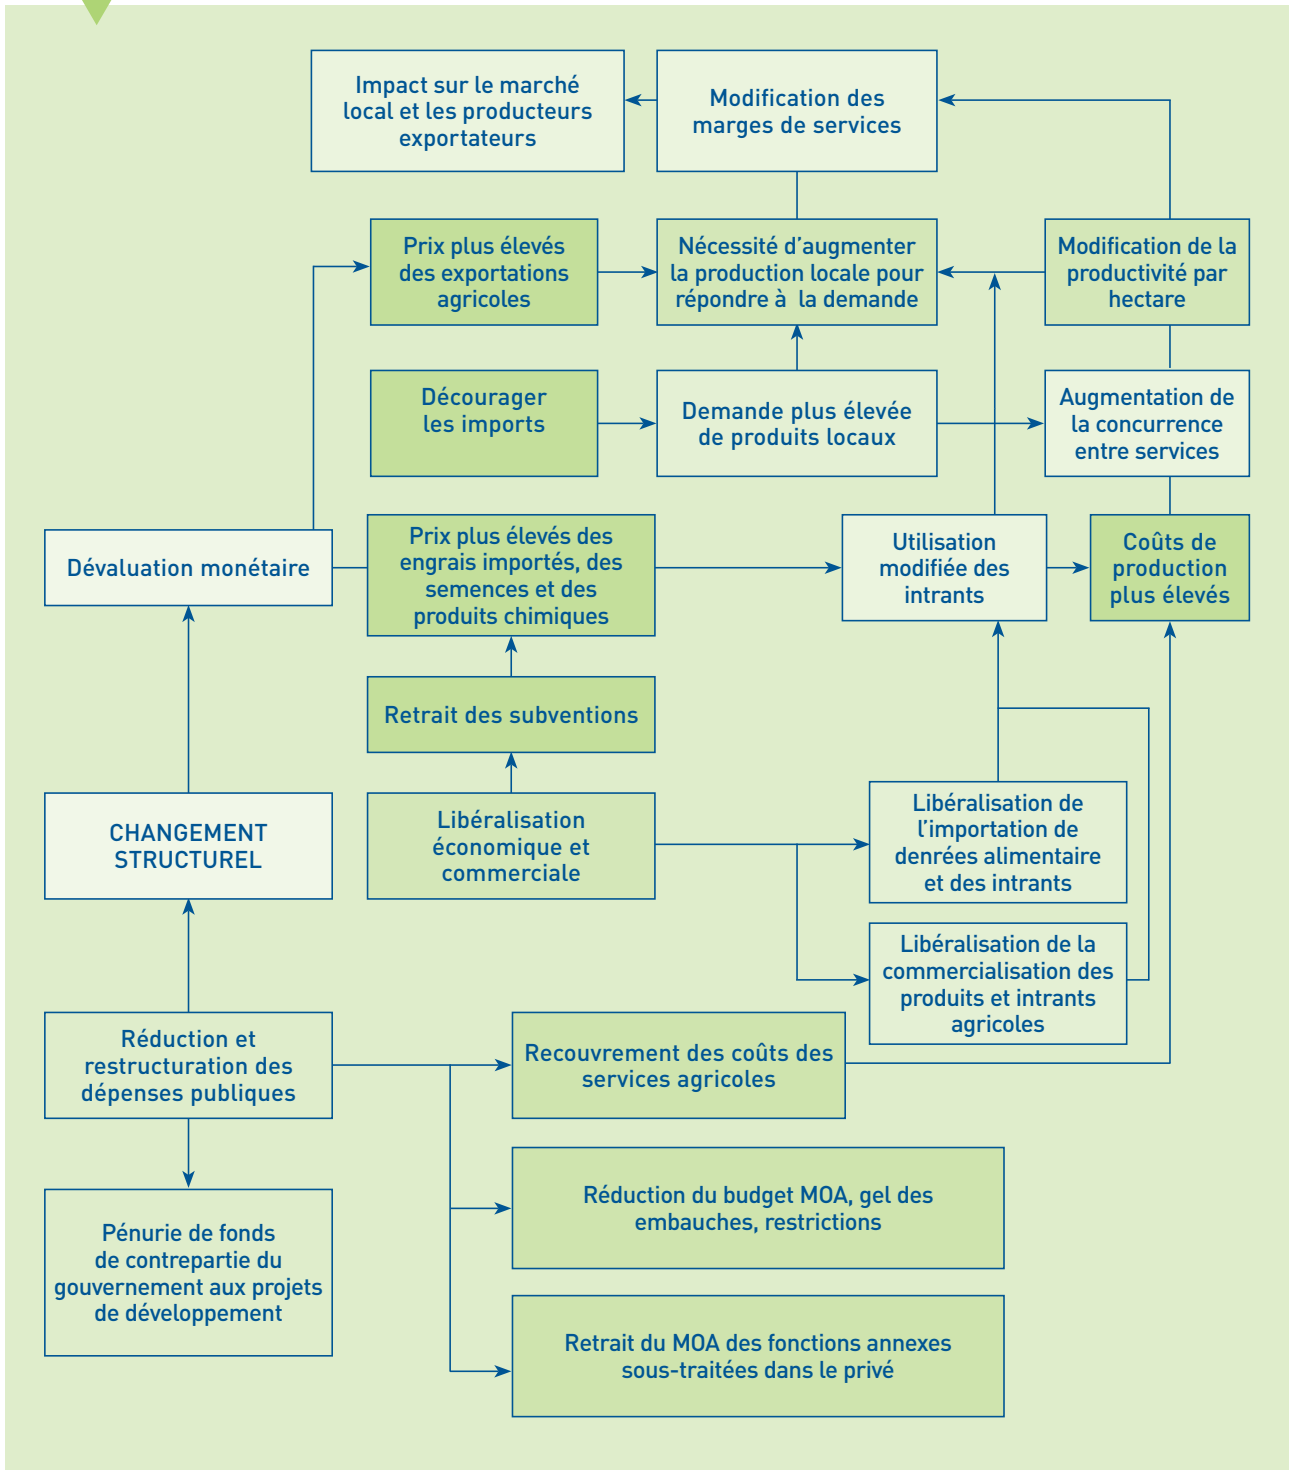 Impact sur le marché
local et les producteurs
exportateurs
Modification des
marges de services
Prix plus élevés
des exportations
agricoles
Nécessité d’augmenter
la production locale pour
répondre à la demande
Modification de la
productivité par
hectare
Décourager
les imports
Demande plus élevée
de produits locaux
Augmentation de
la concurrence
entre services
Dévaluation monétaire
Prix plus élevés des
engrais importés, des
semences et des
produits chimiques
Utilisation
modifiée des
intrants
Coûts de
production
plus élevés
Retrait des subventions
CHANGEMENT
STRUCTUREL
Libéralisation
économique et
commerciale
Libéralisation de
l’importation de
denrées alimentaire
et des intrants
Libéralisation de la
commercialisation des
produits et intrants
agricoles
Réduction et
restructuration des
dépenses publiques
Recouvrement des coûts des
services agricoles
Réduction du budget MOA, gel des
embauches, restrictions
Pénurie de fonds
de contrepartie du
gouvernement aux projets
de développement
Retrait du MOA des fonctions annexes
sous-traitées dans le privé